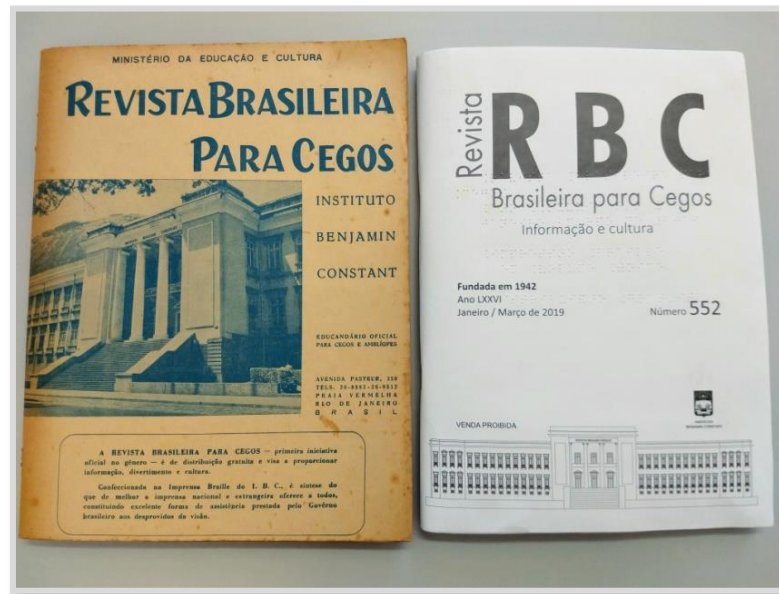 MINISTÉRIO DA EDUCAÇÃO E CULTURA
REVISTA BRASILEIRA
PARA CEGOS
INSTITUTO
BENJAMIN
CONSTANT
EDUCANDÁRIO OFICIAL
PARA CEGOS E AMBLÍOPES
AVENIDA PASTEUR, 350
PRAIA VERMELHA
RIO DE JANEIRO
BRASIL
A REVISTA BRASILEIRA PARA CEGOS — primeira iniciativa
oficial no gênero — é de distribuição gratuita e visa a proporcionar
informação, divertimento e cultura.
Confeccionada na Imprensa Braille do I. B. C., é síntese do
que de melhor a imprensa nacional e extrangeira oferece a todos,
constituindo excelente forma de assistência prestada pelo Govêrno
brasileiro aos desprovidos da visão.
Revista
RBC
Brasileira para Cegos
Informação e cultura
Fundada em 1942
Ano LXXVI
Janeiro / Março de 2019
Número 552
VENDA PROIBIDA